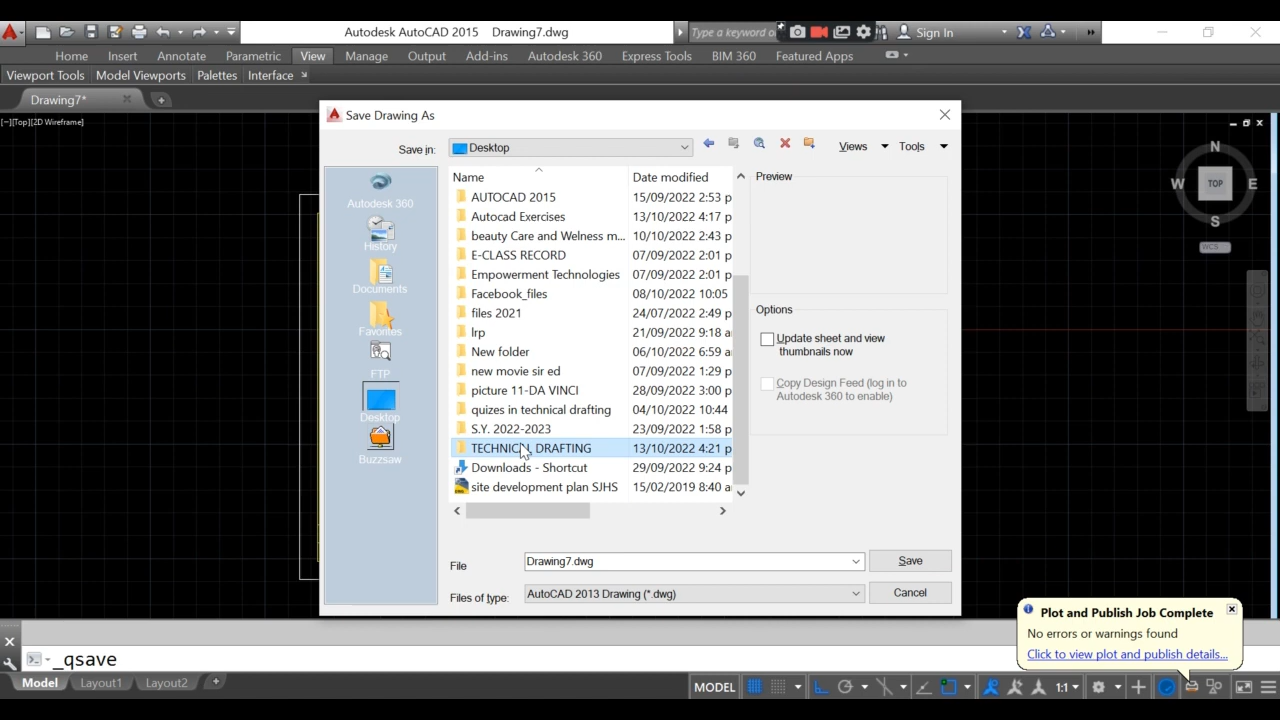 Autodesk AutoCAD 2015 Drawing7.dwg
Type a keyword or
Sign In
Home Insert Annotate Parametric View Manage Output Add-ins Autodesk 360 Express Tools BIM 360 Featured Apps
Viewport Tools Model Viewports Palettes Interface
Drawing7*
[−][Top][2D Wireframe]
Save Drawing As
Save in: Desktop Views Tools
Name Date modified
AUTOCAD 2015 15/09/2022 2:53 p
Autocad Exercises 13/10/2022 4:17 p
beauty Care and Welness m... 10/10/2022 2:43 p
E-CLASS RECORD 07/09/2022 2:01 p
Empowerment Technologies 07/09/2022 2:01 p
Facebook_files 08/10/2022 10:05
files 2021 24/07/2022 2:49 p
lrp 21/09/2022 9:18 a
New folder 06/10/2022 6:59 a
new movie sir ed 07/09/2022 1:29 p
picture 11-DA VINCI 28/09/2022 3:00 p
quizes in technical drafting 04/10/2022 10:44
S.Y. 2022-2023 23/09/2022 1:58 p
TECHNICAL DRAFTING 13/10/2022 4:21 p
Downloads - Shortcut 29/09/2022 9:24 p
site development plan SJHS 15/02/2019 8:40 a
Autodesk 360
History
Documents
Favorites
FTP
Desktop
Buzzsaw
Preview
Options
Update sheet and view
thumbnails now
Copy Design Feed (log in to
Autodesk 360 to enable)
File Drawing7.dwg Save
Files of type: AutoCAD 2013 Drawing (*.dwg) Cancel
N
W TOP E
S
WCS
Plot and Publish Job Complete
No errors or warnings found
Click to view plot and publish details...
_qsave
Model Layout1 Layout2
MODEL 1:1